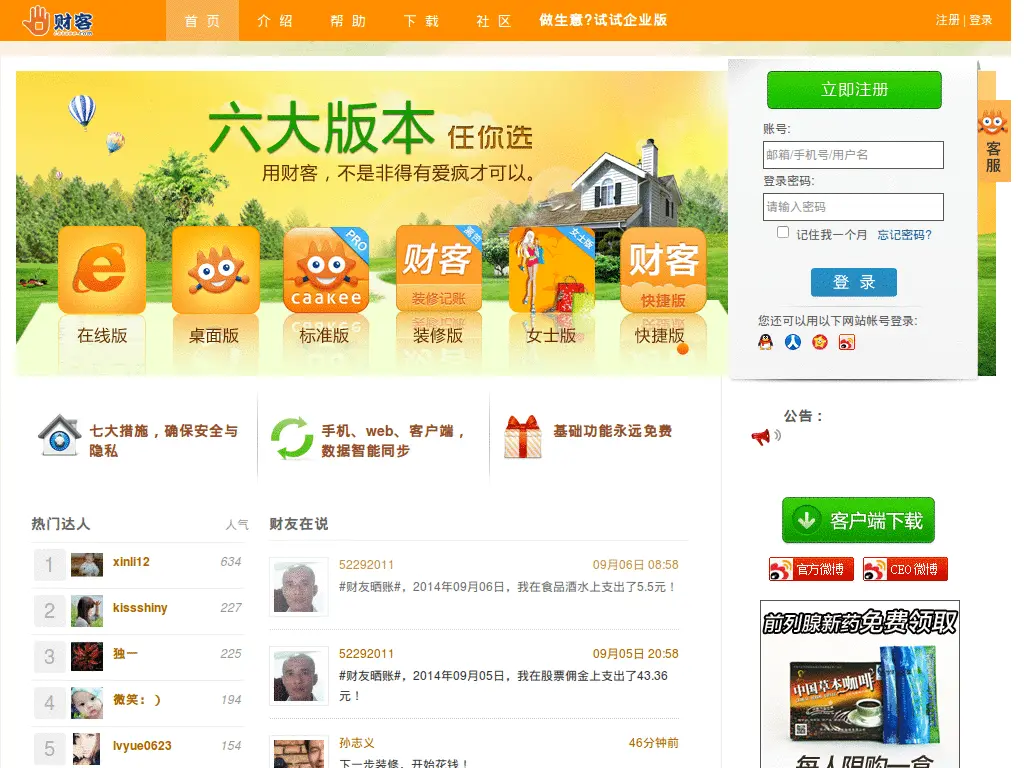 财客
caakee.com
首 页
介 绍
帮 助
下 载
社 区
做生意?试试企业版
注册 | 登录
六大版本 任你选
用财客，不是非得有爱疯才可以。
PRO
caakee
财客
装修记账
女士版
财客
快捷版
在线版
桌面版
标准版
装修版
女士版
快捷版
立即注册
账号:
邮箱/手机号/用户名
登录密码:
请输入密码
记住我一个月 忘记密码?
登 录
您还可以用以下网站帐号登录:
客服
七大措施，确保安全与
隐私
手机、web、客户端，
数据智能同步
基础功能永远免费
公告：
客户端下载
官方微博
CEO微博
热门达人 人气
1 xinli12 634
2 kissshiny 227
3 独一 225
4 微笑：） 194
5 lvyue0623 154
财友在说
52292011 09月06日 08:58
#财友晒账#，2014年09月06日，我在食品酒水上支出了5.5元！
52292011 09月05日 20:58
#财友晒账#，2014年09月05日，我在股票佣金上支出了43.36
元！
孙志义 46分钟前
下一步装修，开始花钱！
前列腺新药免费领取
中国草本咖啡
每人限购一盒